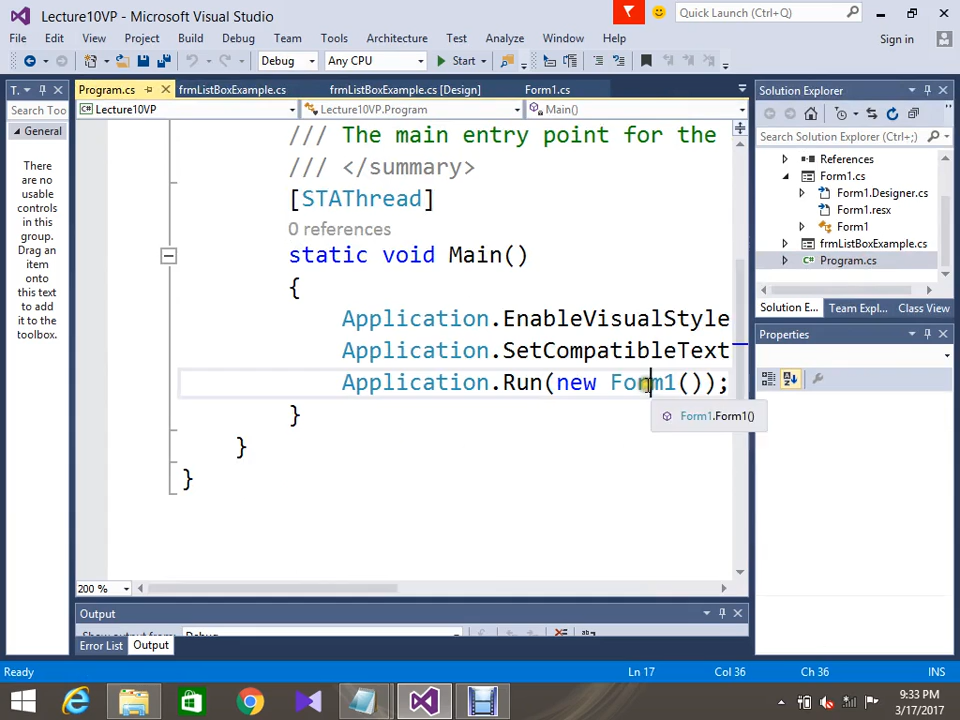 Lecture10VP - Microsoft Visual Studio
Quick Launch (Ctrl+Q)
File Edit View Project Build Debug Team Tools Architecture Test Analyze Window Help
Sign in
Debug Any CPU Start
T.
Program.cs frmListBoxExample.cs frmListBoxExample.cs [Design] Form1.cs
Solution Explorer
Search Too
Lecture10VP Lecture10VP.Program Main()
General
There are no usable controls in this group. Drag an item onto this text to add it to the toolbox.
/// The main entry point for the
/// </summary>
[STAThread]
0 references
static void Main()
{
Application.EnableVisualStyle
Application.SetCompatibleText
Application.Run(new Form1());
Form1.Form1()
}
}
}
200 %
Search Solution Explorer (Ctrl+;)
References
Form1.cs
Form1.Designer.cs
Form1.resx
Form1
frmListBoxExample.cs
Program.cs
Solution E... Team Expl... Class View
Properties
Output
Show output from: Debug
Error List Output
Ready Ln 17 Col 36 Ch 36 INS
9:33 PM
3/17/2017